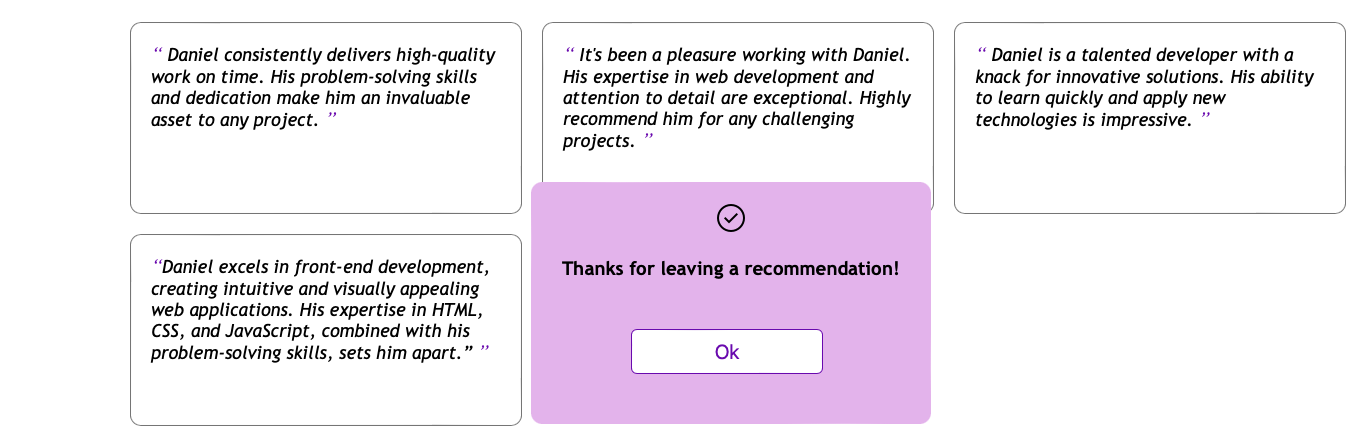 “ Daniel consistently delivers high-quality
work on time. His problem-solving skills
and dedication make him an invaluable
asset to any project. ”
“ It's been a pleasure working with Daniel.
His expertise in web development and
attention to detail are exceptional. Highly
recommend him for any challenging
projects. ”
“ Daniel is a talented developer with a
knack for innovative solutions. His ability
to learn quickly and apply new
technologies is impressive. ”
“Daniel excels in front-end development,
creating intuitive and visually appealing
web applications. His expertise in HTML,
CSS, and JavaScript, combined with his
problem-solving skills, sets him apart.” ”
Thanks for leaving a recommendation!
Ok